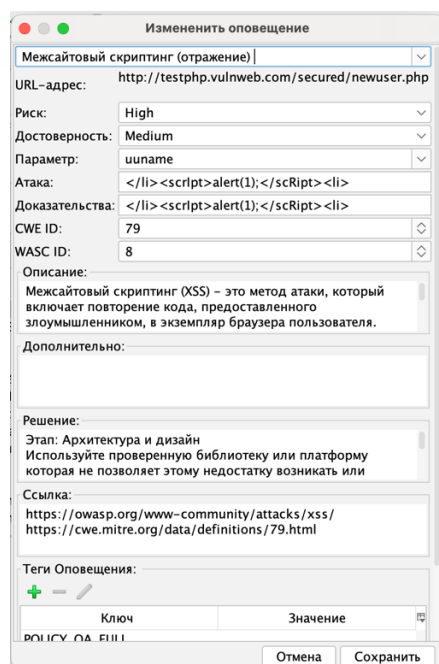 Измененить оповещение
Межсайтовый скриптинг (отражение)
URL-адрес: http://testphp.vulnweb.com/secured/newuser.php
Риск: High
Достоверность: Medium
Параметр: uuname
Атака: </li><scrIpt>alert(1);</scRipt><li>
Доказательства: </li><scrIpt>alert(1);</scRipt><li>
CWE ID: 79
WASC ID: 8
Описание:
Межсайтовый скриптинг (XSS) – это метод атаки, который
включает повторение кода, предоставленного
злоумышленником, в экземпляр браузера пользователя.
Дополнительно:
Решение:
Этап: Архитектура и дизайн
Используйте проверенную библиотеку или платформу
которая не позволяет этому недостатку возникать или
Ссылка:
https://owasp.org/www-community/attacks/xss/
https://cwe.mitre.org/data/definitions/79.html
Теги Оповещения:
Ключ Значение
POLICY_QA_FULL
Отмена Сохранить